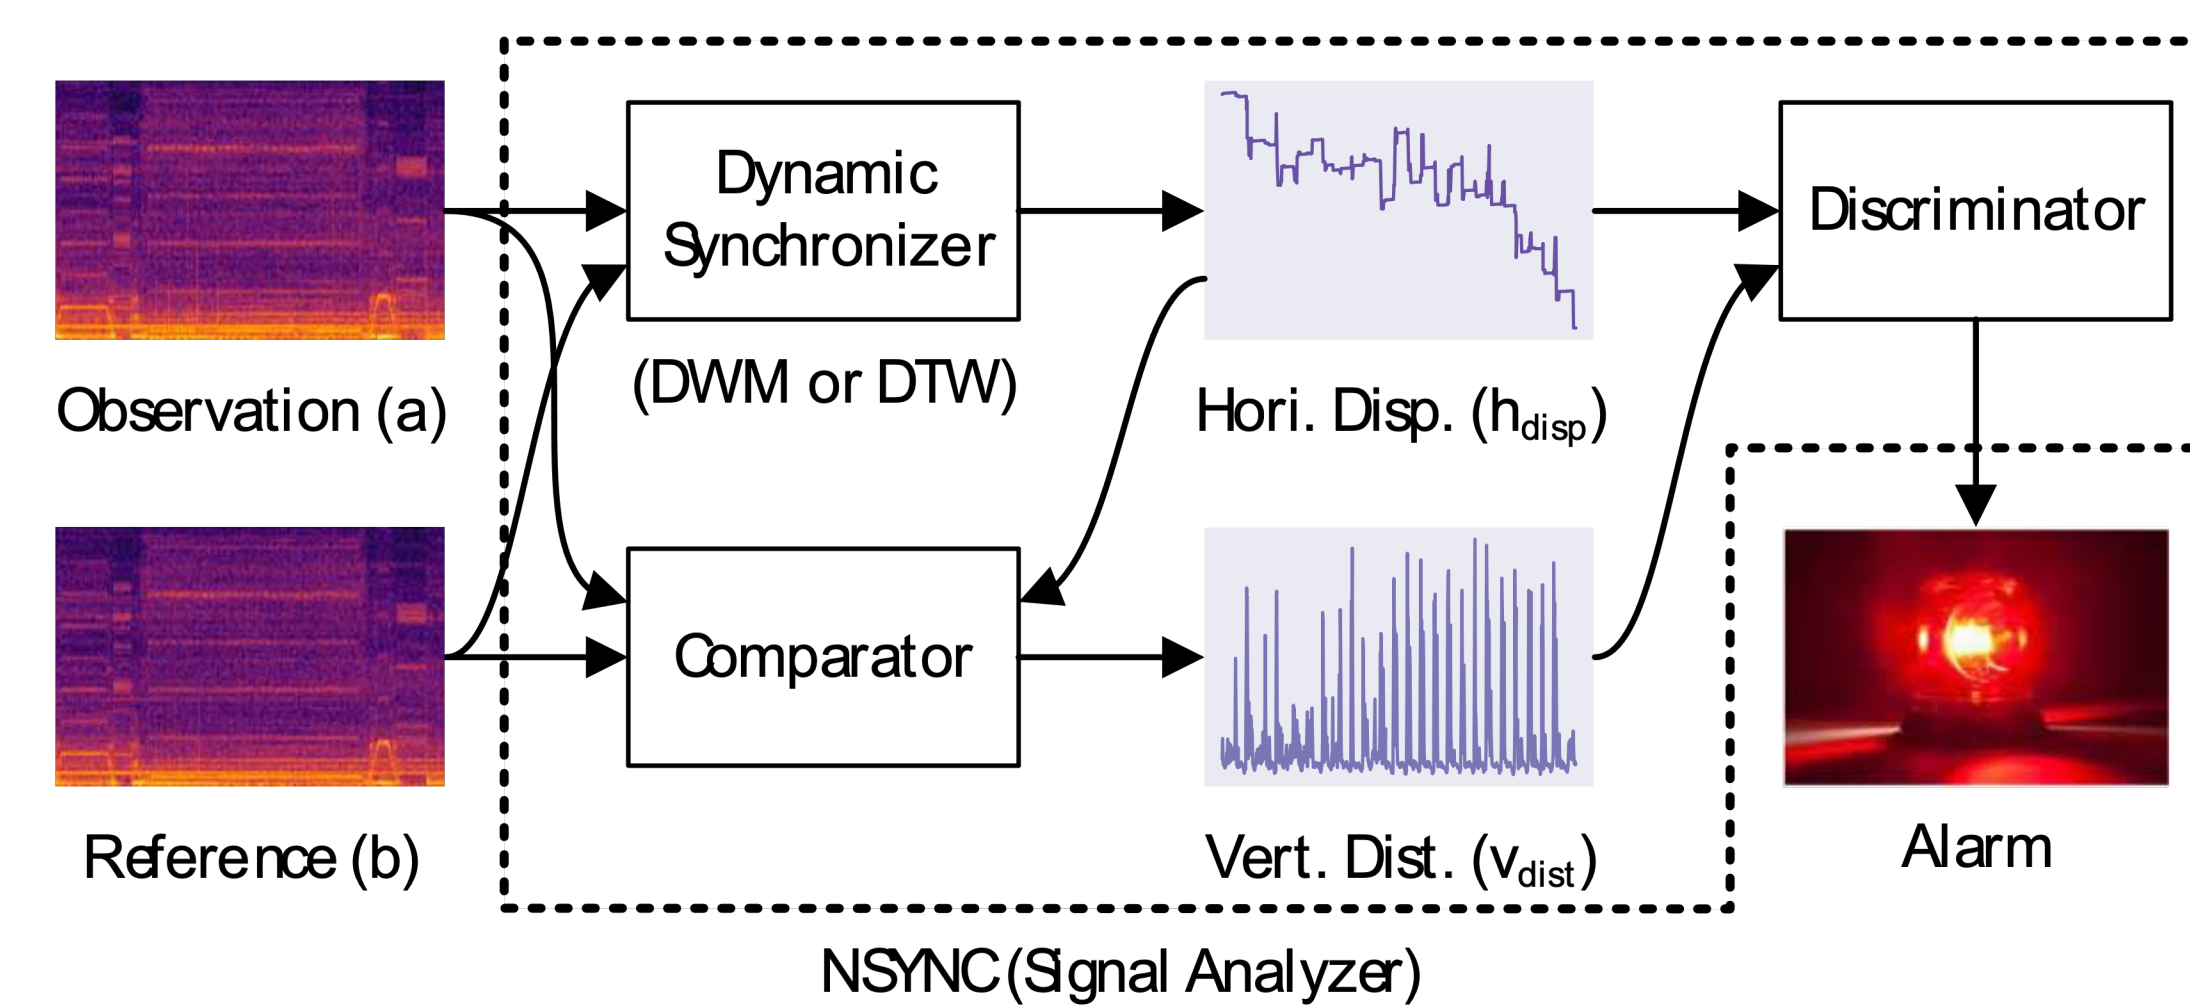 Dynamic
Synchronizer
(DWM or DTW)
Discriminator
Observation (a)
Hori. Disp. (hdisp)
Comparator
Reference (b)
Vert. Dist. (vdist)
Alarm
NSYNC (Signal Analyzer)